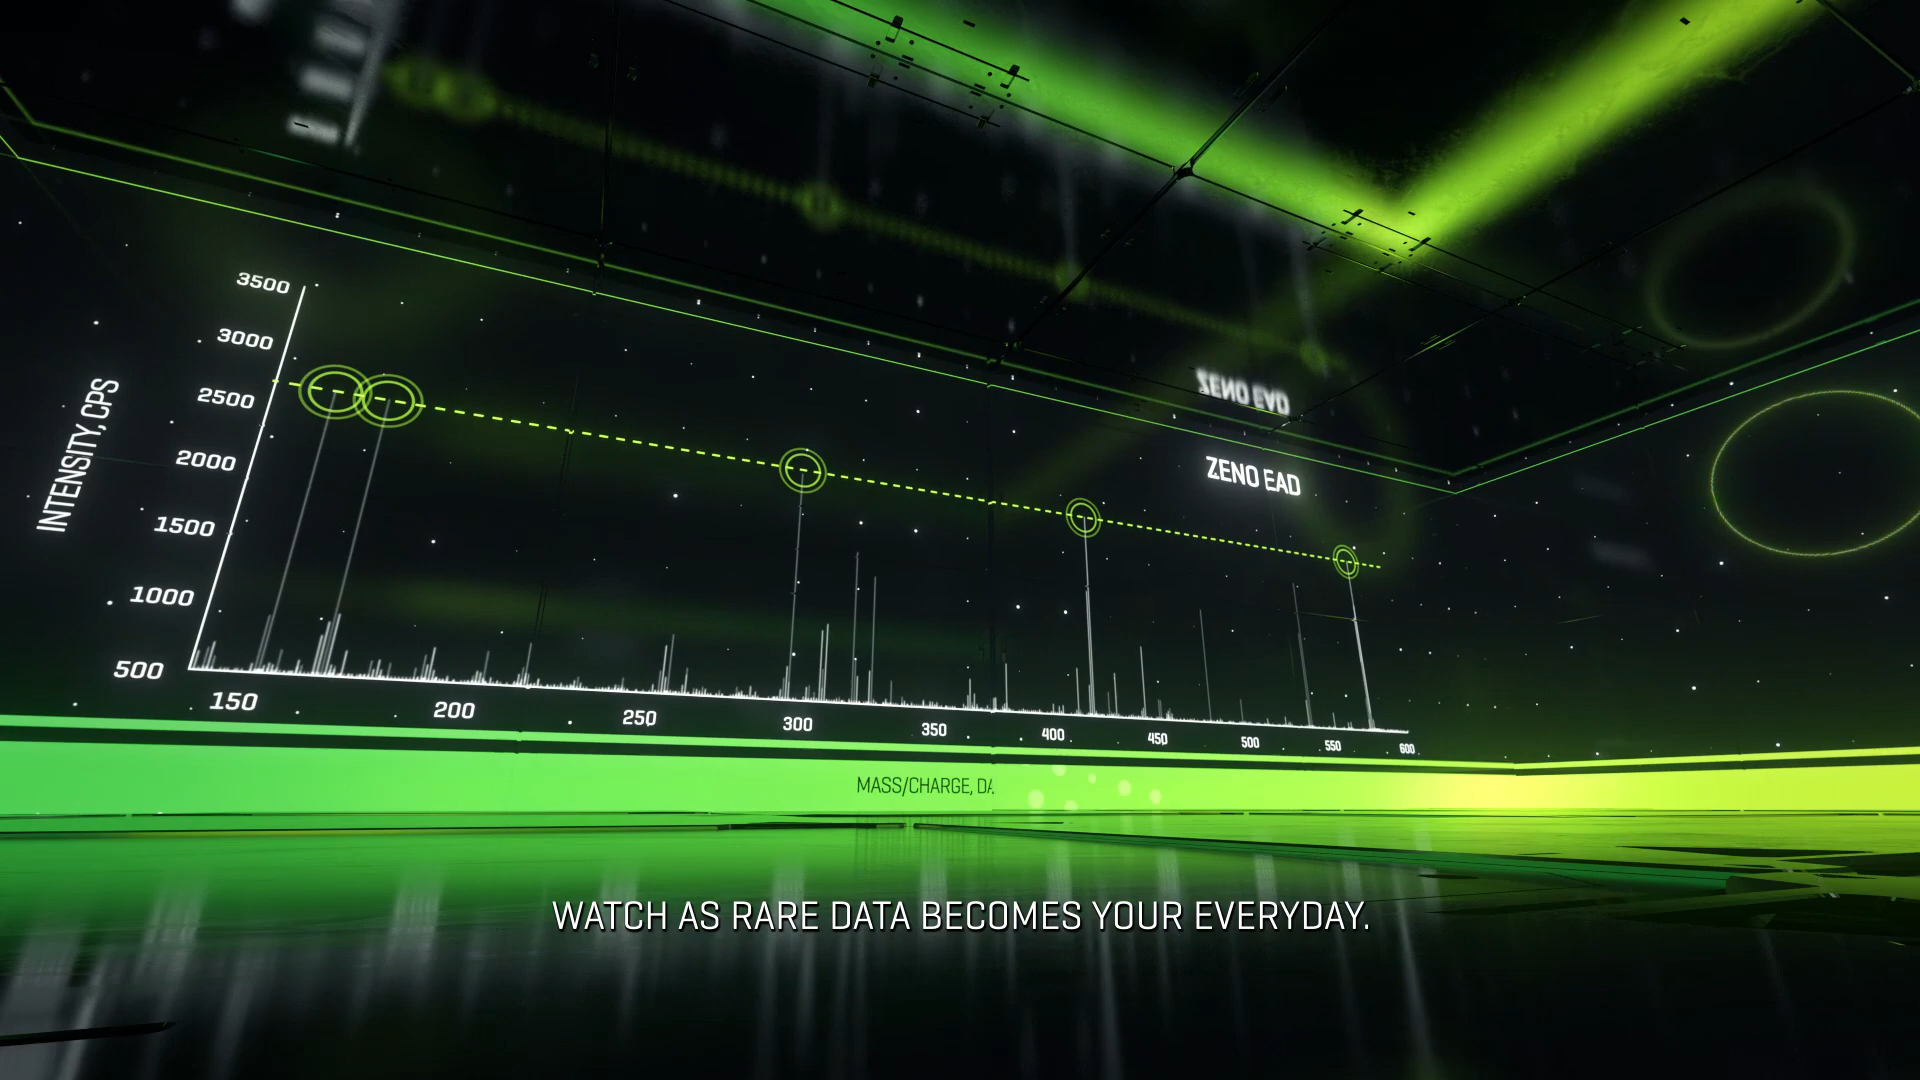 3500
3000
2500
2000
1500
1000
500
INTENSITY, CPS
ZENO EAD
ZENO EAD
150 200 250 300 350 400 450 500 550 600
MASS/CHARGE, DA
WATCH AS RARE DATA BECOMES YOUR EVERYDAY.